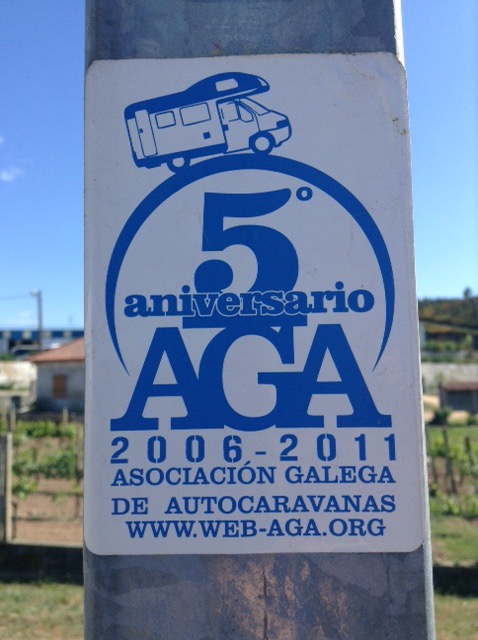 5º
aniversario
AGA
2006-2011
ASOCIACIÓN GALEGA
DE AUTOCARAVANAS
WWW.WEB-AGA.ORG